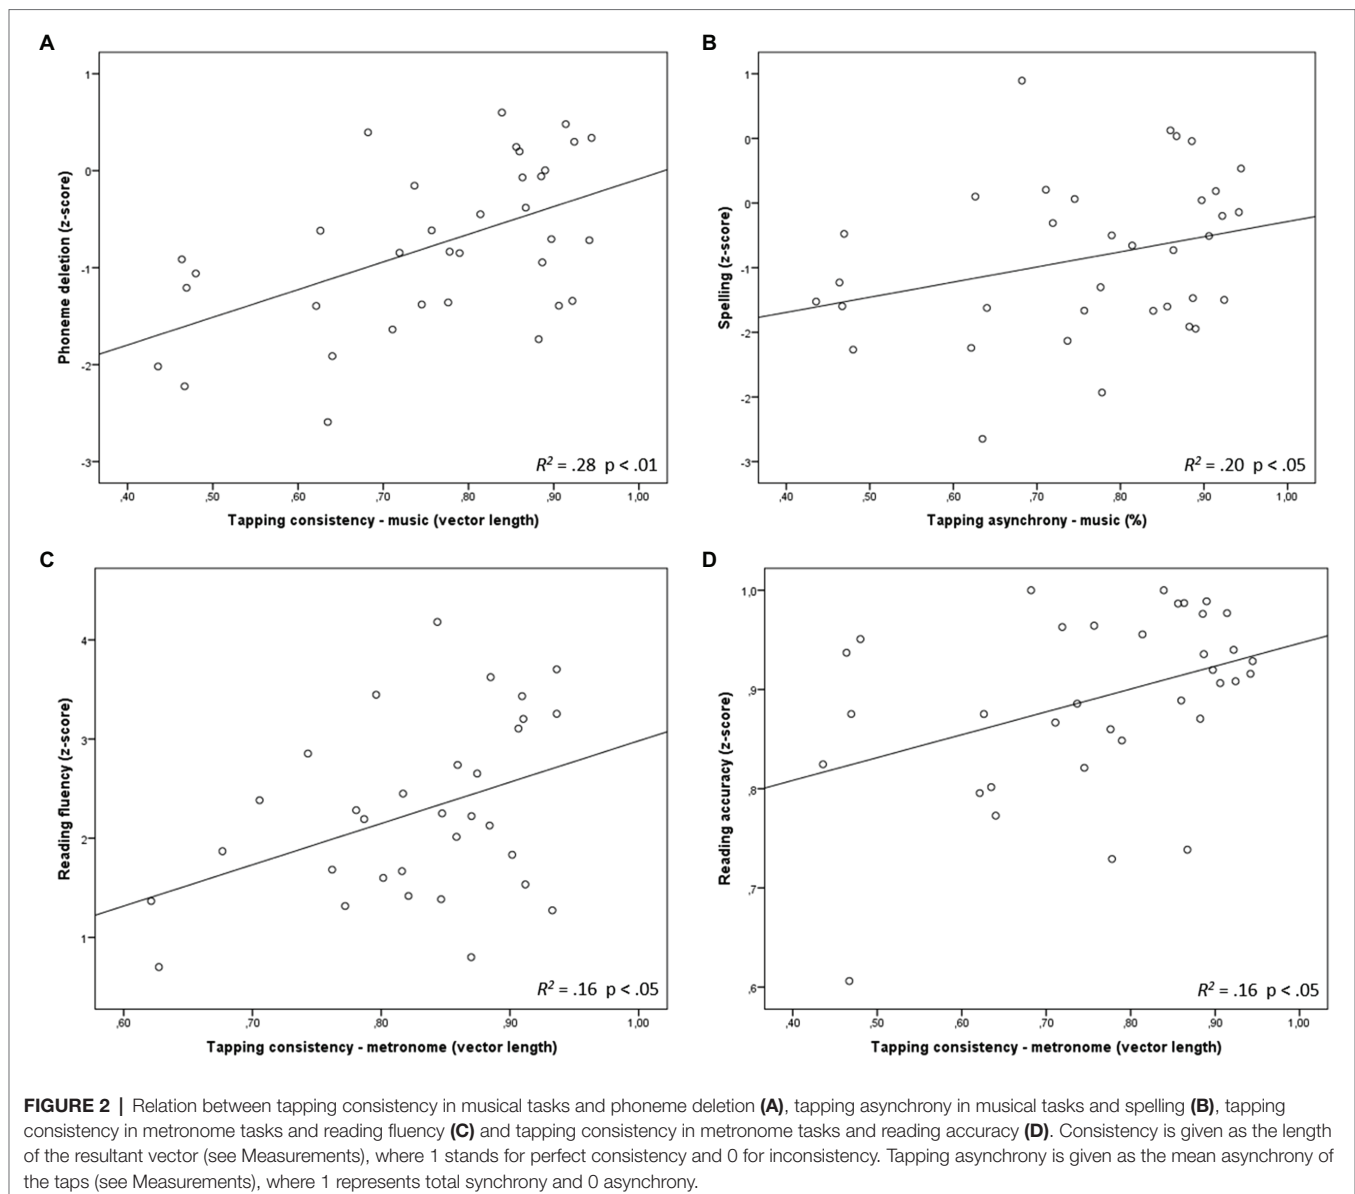 A
Phoneme deletion (z-score)
1
0
-1
-2
-3
R² = .28 p < .01
,40 ,50 ,60 ,70 ,80 ,90 1,00
Tapping consistency - music (vector length)
B
Spelling (z-score)
1
0
0
-1
-2
-2
-3
R² = .20 p < .05
,40 ,50 ,60 ,70 ,80 ,90 1,00
Tapping asynchrony - music (%)
C
Reading fluency (z-score)
4
3
2
1
R² = .16 p < .05
,60 ,70 ,80 ,90 1,00
Tapping consistency - metronome (vector length)
D
Reading accuracy (z-score)
1,0
,9
,8
,7
,6
R² = .16 p < .05
,40 ,50 ,60 ,70 ,80 ,90 1,00
Tapping consistency - metronome (vector length)
FIGURE 2 | Relation between tapping consistency in musical tasks and phoneme deletion (A), tapping asynchrony in musical tasks and spelling (B), tapping
consistency in metronome tasks and reading fluency (C) and tapping consistency in metronome tasks and reading accuracy (D). Consistency is given as the length
of the resultant vector (see Measurements), where 1 stands for perfect consistency and 0 for inconsistency. Tapping asynchrony is given as the mean asynchrony of
the taps (see Measurements), where 1 represents total synchrony and 0 asynchrony.